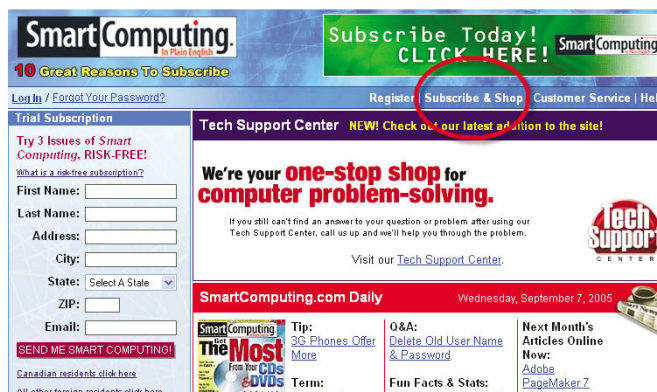 SmartComputing.
In Plain English
10 Great Reasons To Subscribe
Subscribe Today!
CLICK HERE!
SmartComputing
Log In / Forgot Your Password?
Register | Subscribe & Shop | Customer Service | Hel
Trial Subscription
Try 3 Issues of Smart
Computing, RISK-FREE!
What is a risk-free subscription?
First Name:
Last Name:
Address:
City:
State: Select A State
ZIP:
Email:
SEND ME SMART COMPUTING!
Canadian residents click here
All other foreign residents click here
Tech Support Center NEW! Check out our latest addition to the site!
We're your one-stop shop for
computer problem-solving.
If you still can't find an answer to your question or problem after using our
Tech Support Center, call us up and we'll help you through the problem.
Visit our Tech Support Center.
Tech
Support
CENTER
SmartComputing.com Daily
Wednesday, September 7, 2005
Smart Computing
Get
The Most
From Your CDs
& DVDs
Tip:
3G Phones Offer
More
Term:
Q&A:
Delete Old User Name
& Password
Fun Facts & Stats:
Next Month's
Articles Online
Now:
Adobe
PageMaker 7